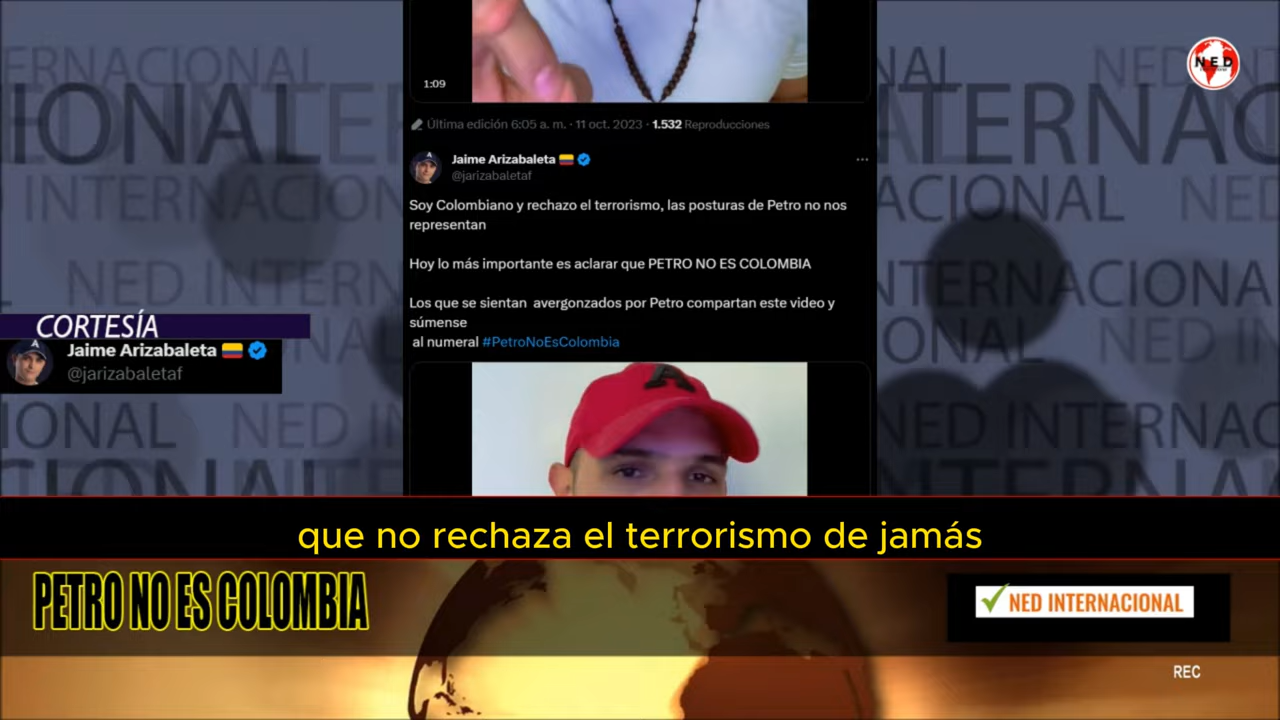 1:09
Última edición 6:05 a. m. · 11 oct. 2023 · 1.532 Reproducciones
NED
Jaime Arizabaleta
@jarizabaletaf
Soy Colombiano y rechazo el terrorismo, las posturas de Petro no nos
representan
Hoy lo más importante es aclarar que PETRO NO ES COLOMBIA
Los que se sientan avergonzados por Petro compartan este video y
súmense
al numeral #PetroNoEsColombia
CORTESÍA
Jaime Arizabaleta
@jarizabaletaf
NED INTERNACIONAL
que no rechaza el terrorismo de jamás
PETRO NO ES COLOMBIA
NED INTERNACIONAL
REC